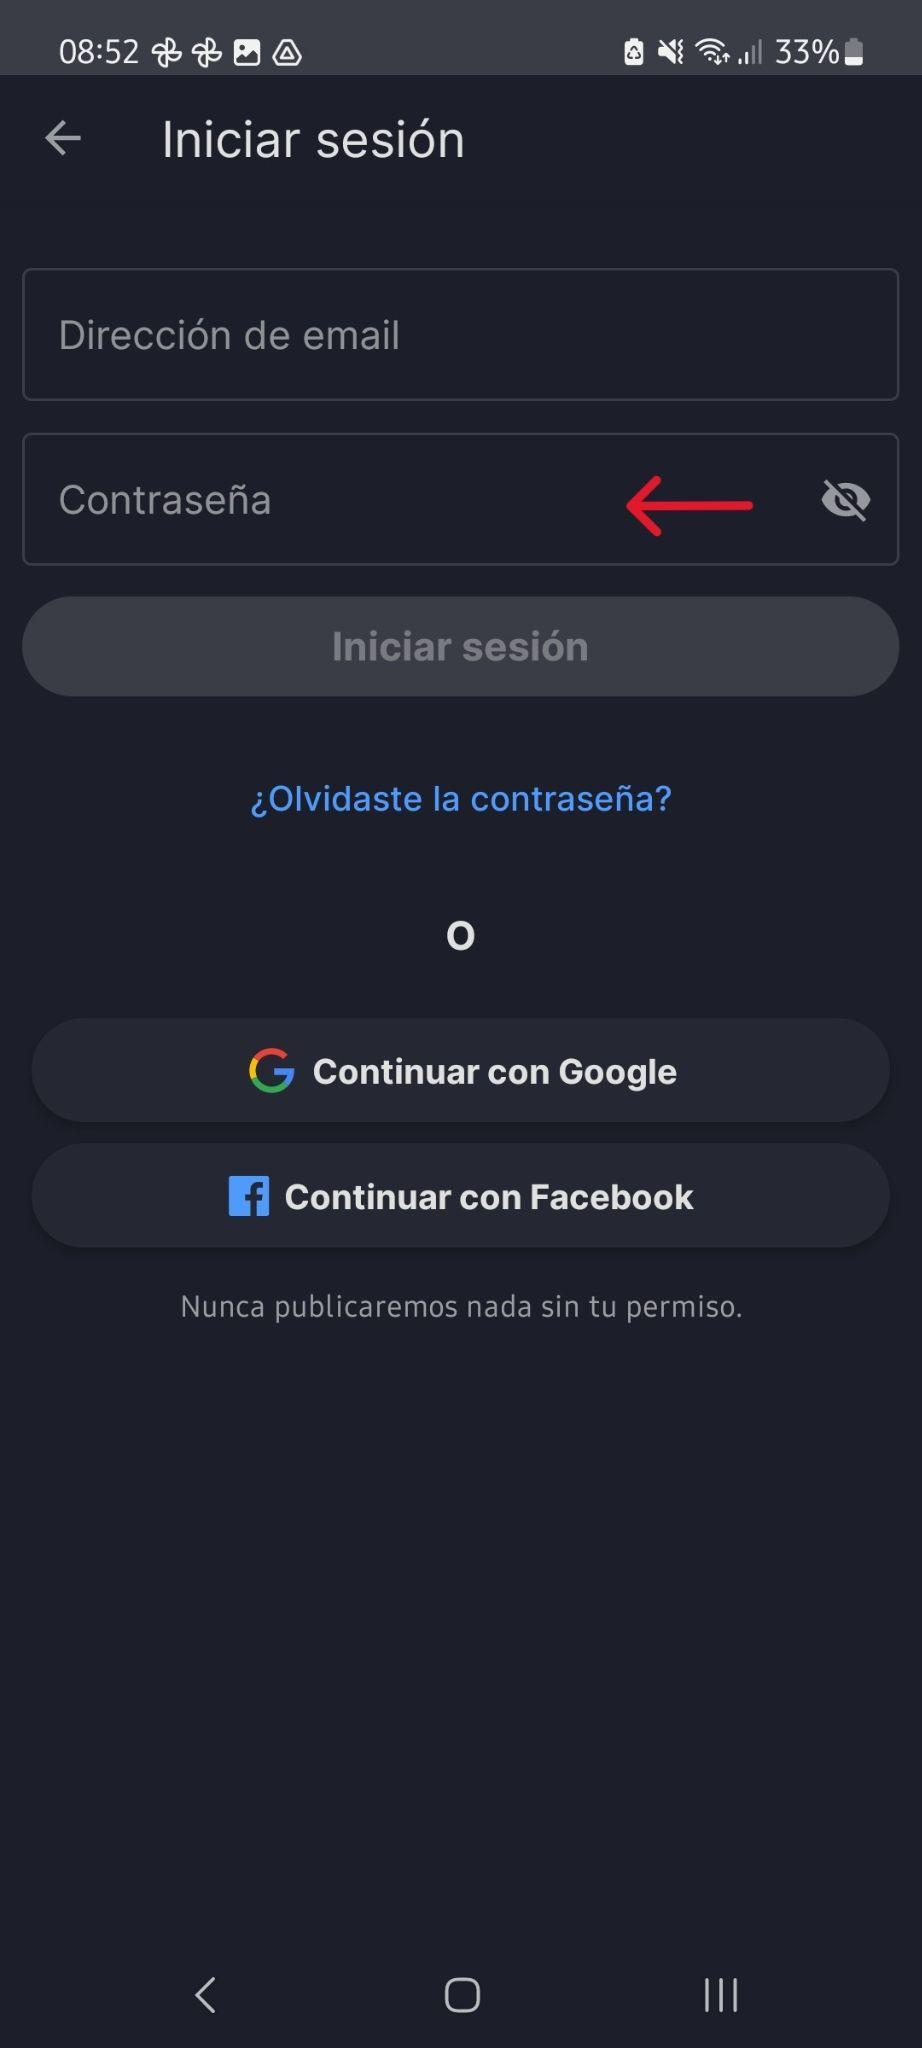 08:52 33%
Iniciar sesión
Dirección de email
Contraseña
Iniciar sesión
¿Olvidaste la contraseña?
O
Continuar con Google
Continuar con Facebook
Nunca publicaremos nada sin tu permiso.